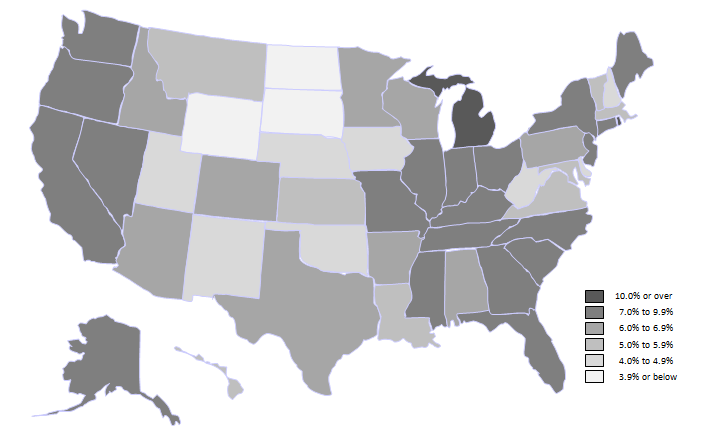 10.0% or over
7.0% to 9.9%
6.0% to 6.9%
5.0% to 5.9%
4.0% to 4.9%
3.9% or below